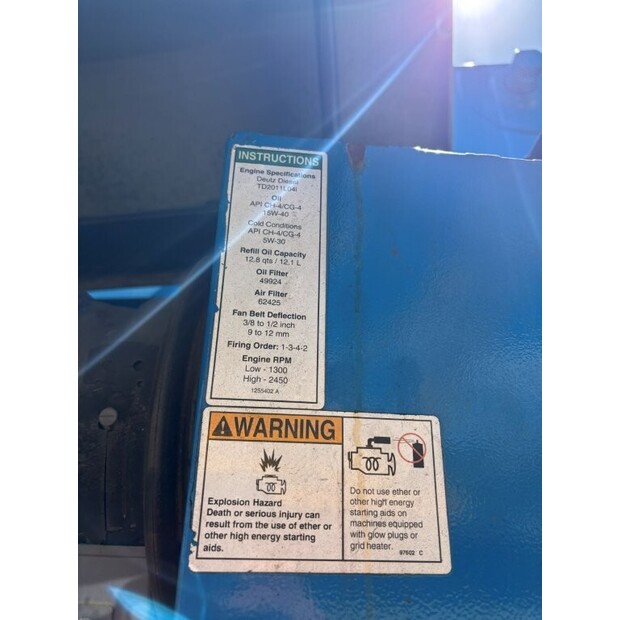 INSTRUCTIONS
Engine Specifications
Deutz Diesel
TD2011L04i
Oil
API CH-4/CG-4
15W-40
Cold Conditions
API CH-4/CG-4
5W-30
Refill Oil Capacity
12.8 qts / 12.1 L
Oil Filter
49924
Air Filter
62425
Fan Belt Deflection
3/8 to 1/2 inch
9 to 12 mm
Firing Order: 1-3-4-2
Engine RPM
Low - 1300
High - 2450
1255402 A
WARNING
Explosion Hazard
Death or serious injury can
result from the use of ether or
other high energy starting
aids.
Do not use ether or
other high energy
starting aids on
machines equipped
with glow plugs or
grid heater.
97602 C